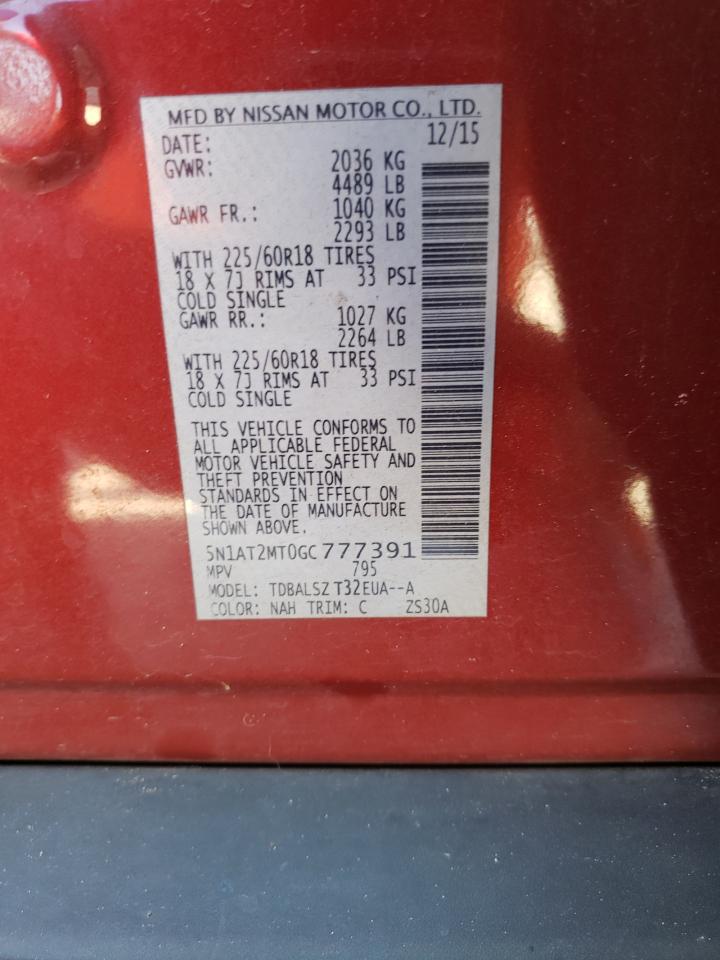 MFD BY NISSAN MOTOR CO., LTD.
DATE: 12/15
GVWR: 2036 KG
4489 LB
GAWR FR.: 1040 KG
2293 LB
WITH 225/60R18 TIRES
18 X 7J RIMS AT 33 PSI
COLD SINGLE
GAWR RR.: 1027 KG
2264 LB
WITH 225/60R18 TIRES
18 X 7J RIMS AT 33 PSI
COLD SINGLE
THIS VEHICLE CONFORMS TO
ALL APPLICABLE FEDERAL
MOTOR VEHICLE SAFETY AND
THEFT PREVENTION
STANDARDS IN EFFECT ON
THE DATE OF MANUFACTURE
SHOWN ABOVE.
5N1AT2MT0GC777391
MPV 795
MODEL: TDBALSZ T32EUA--A
COLOR: NAH TRIM: C ZS30A